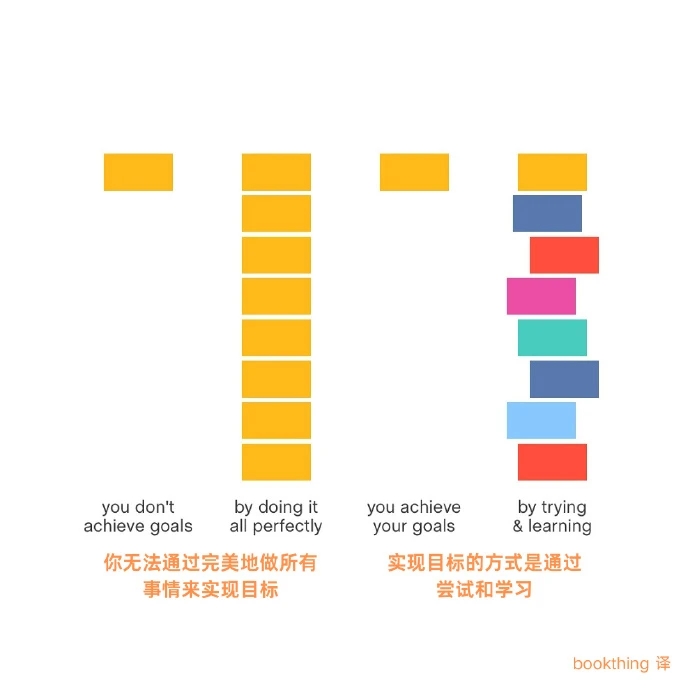 you don't
achieve goals
by doing it
all perfectly
you achieve
your goals
by trying
& learning
你无法通过完美地做所有
事情来实现目标
实现目标的方式是通过
尝试和学习
bookthing 译